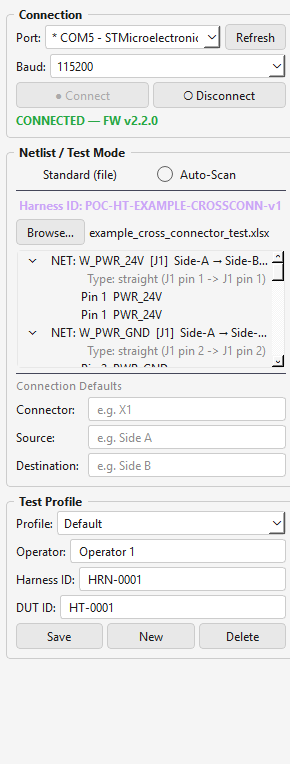 Connection
Port: * COM5 - STMicroelectronic Refresh
Baud: 115200
Connect Disconnect
CONNECTED — FW v2.2.0
Netlist / Test Mode
Standard (file) Auto-Scan
Harness ID: POC-HT-EXAMPLE-CROSSCONN-v1
Browse... example_cross_connector_test.xlsx
NET: W_PWR_24V [J1] Side-A → Side-B...
Type: straight (J1 pin 1 -> J1 pin 1)
Pin 1 PWR_24V
Pin 1 PWR_24V
NET: W_PWR_GND [J1] Side-A → Side-...
Type: straight (J1 pin 2 -> J1 pin 2)
Connection Defaults
Connector: e.g. X1
Source: e.g. Side A
Destination: e.g. Side B
Test Profile
Profile: Default
Operator: Operator 1
Harness ID: HRN-0001
DUT ID: HT-0001
Save New Delete